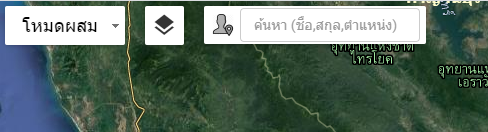 โหมดผสม
ค้นหา (ชื่อ,สกุล,ตำแหน่ง)
อุทยานแห่งชาติ
ไทรโยค
อุทยานแห่
เอราวั